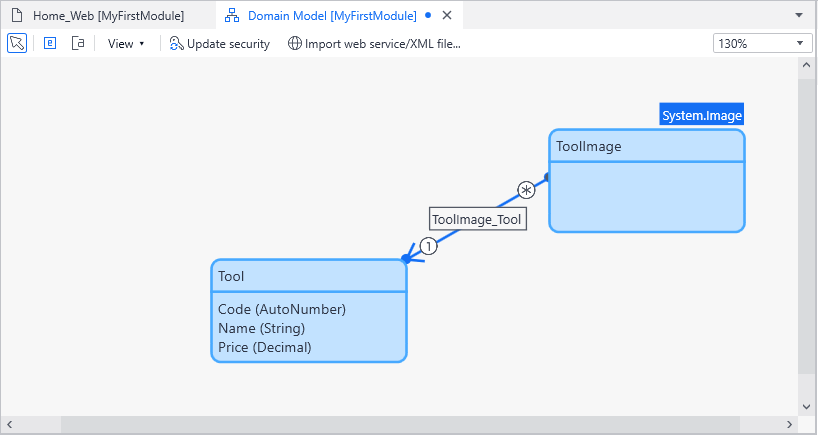 Home_Web [MyFirstModule]
Domain Model [MyFirstModule]
View
Update security
Import web service/XML file...
130%
System.Image
ToolImage
*
ToolImage_Tool
1
Tool
Code (AutoNumber)
Name (String)
Price (Decimal)